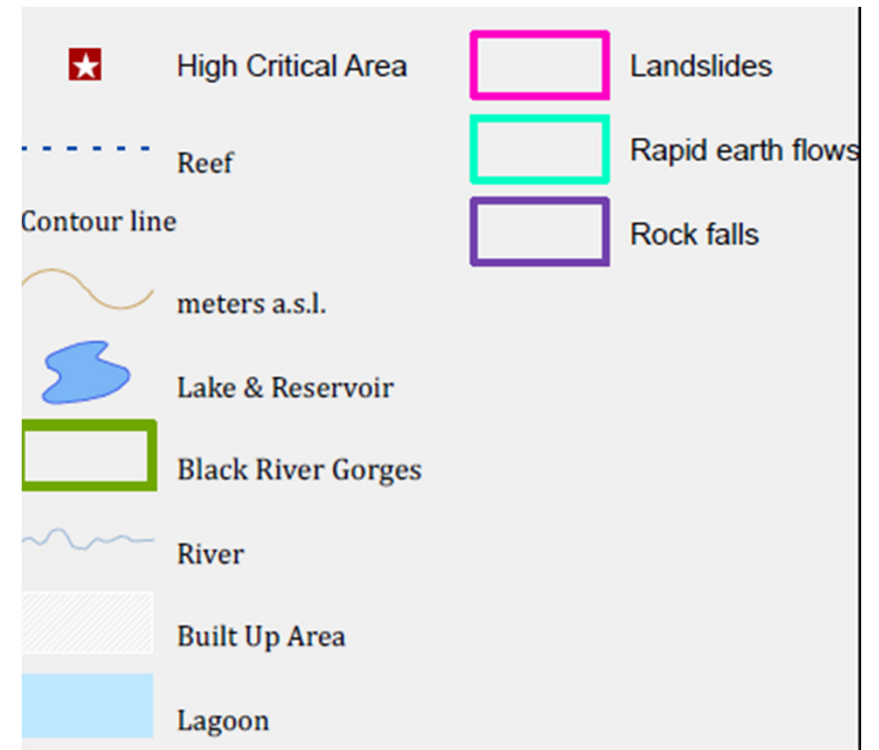 High Critical Area
Reef
Contour line
meters a.s.l.
Lake & Reservoir
Black River Gorges
River
Built Up Area
Lagoon
Landslides
Rapid earth flows
Rock falls